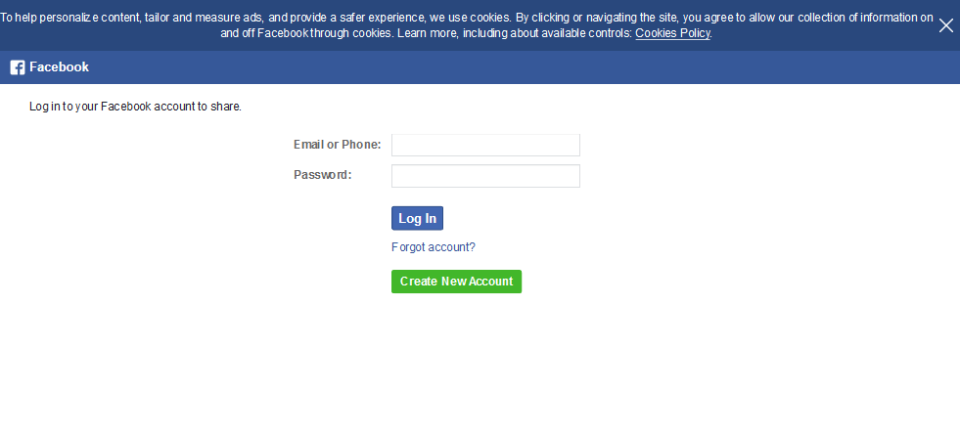 To help personalize content, tailor and measure ads, and provide a safer experience, we use cookies. By clicking or navigating the site, you agree to allow our collection of information on
and off Facebook through cookies. Learn more, including about available controls: Cookies Policy.
Facebook
Log in to your Facebook account to share.
Email or Phone:
Password:
Log In
Forgot account?
Create New Account